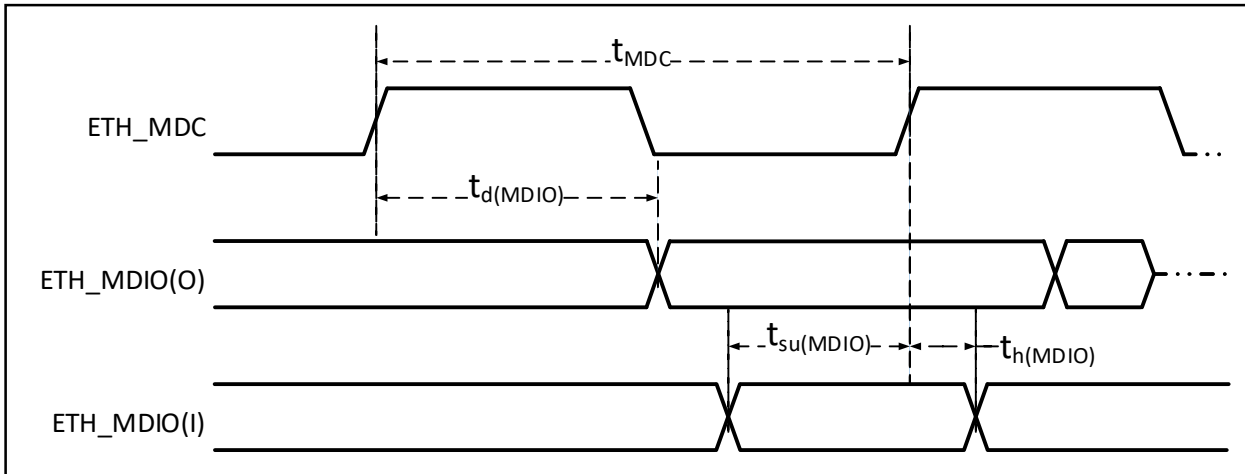 tMDC
ETH_MDC
td(MDIO)
ETH_MDIO(O)
tsu(MDIO)
th(MDIO)
ETH_MDIO(I)